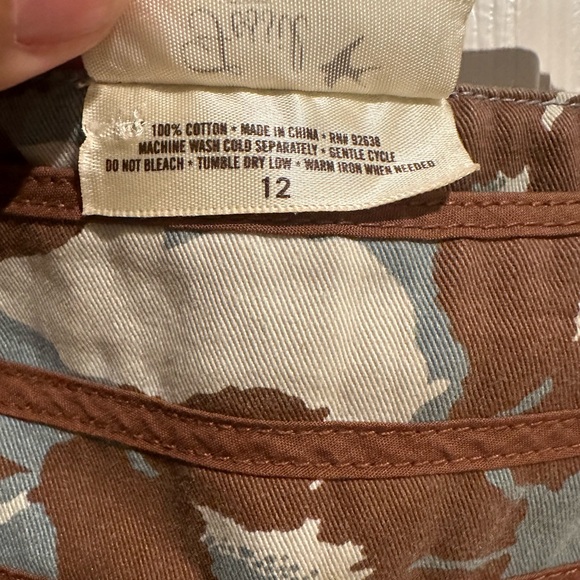 100% COTTON • MADE IN CHINA • RN# 92638
MACHINE WASH COLD SEPARATELY • GENTLE CYCLE
DO NOT BLEACH • TUMBLE DRY LOW • WARM IRON WHEN NEEDED
12